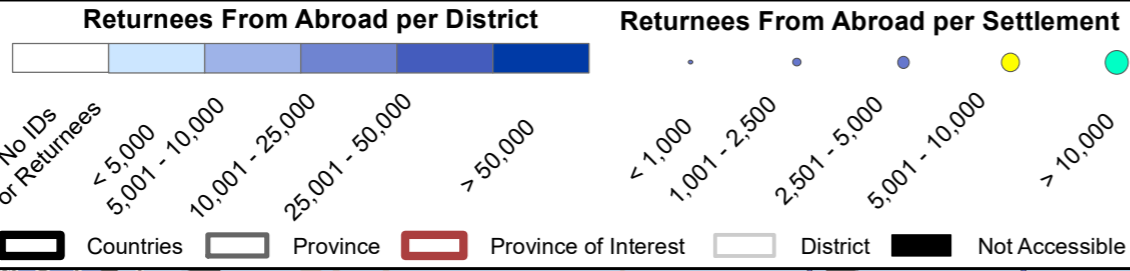 Returnees From Abroad per District
Returnees From Abroad per Settlement
No IDs
or Returnees
< 5,000
5,001 - 10,000
10,001 - 25,000
25,001 - 50,000
> 50,000
< 1,000
1,001 - 2,500
2,501 - 5,000
5,001 - 10,000
> 10,000
Countries
Province
Province of Interest
District
Not Accessible